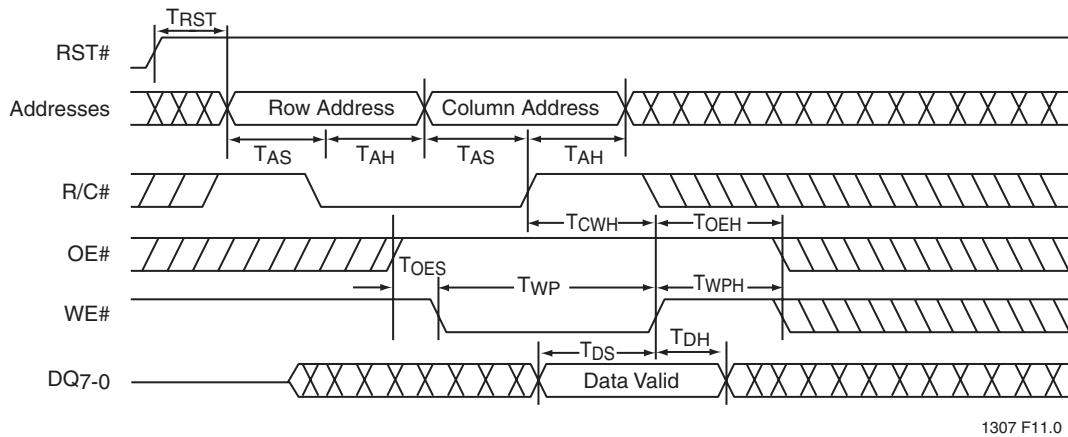 TRST
RST#
Addresses
Row Address
Column Address
TAS
TAH
TAS
TAH
R/C#
TCWH
TOEH
OE#
TOES
TWP
TWPH
WE#
TDS
TDH
DQ7-0
Data Valid
1307 F11.0